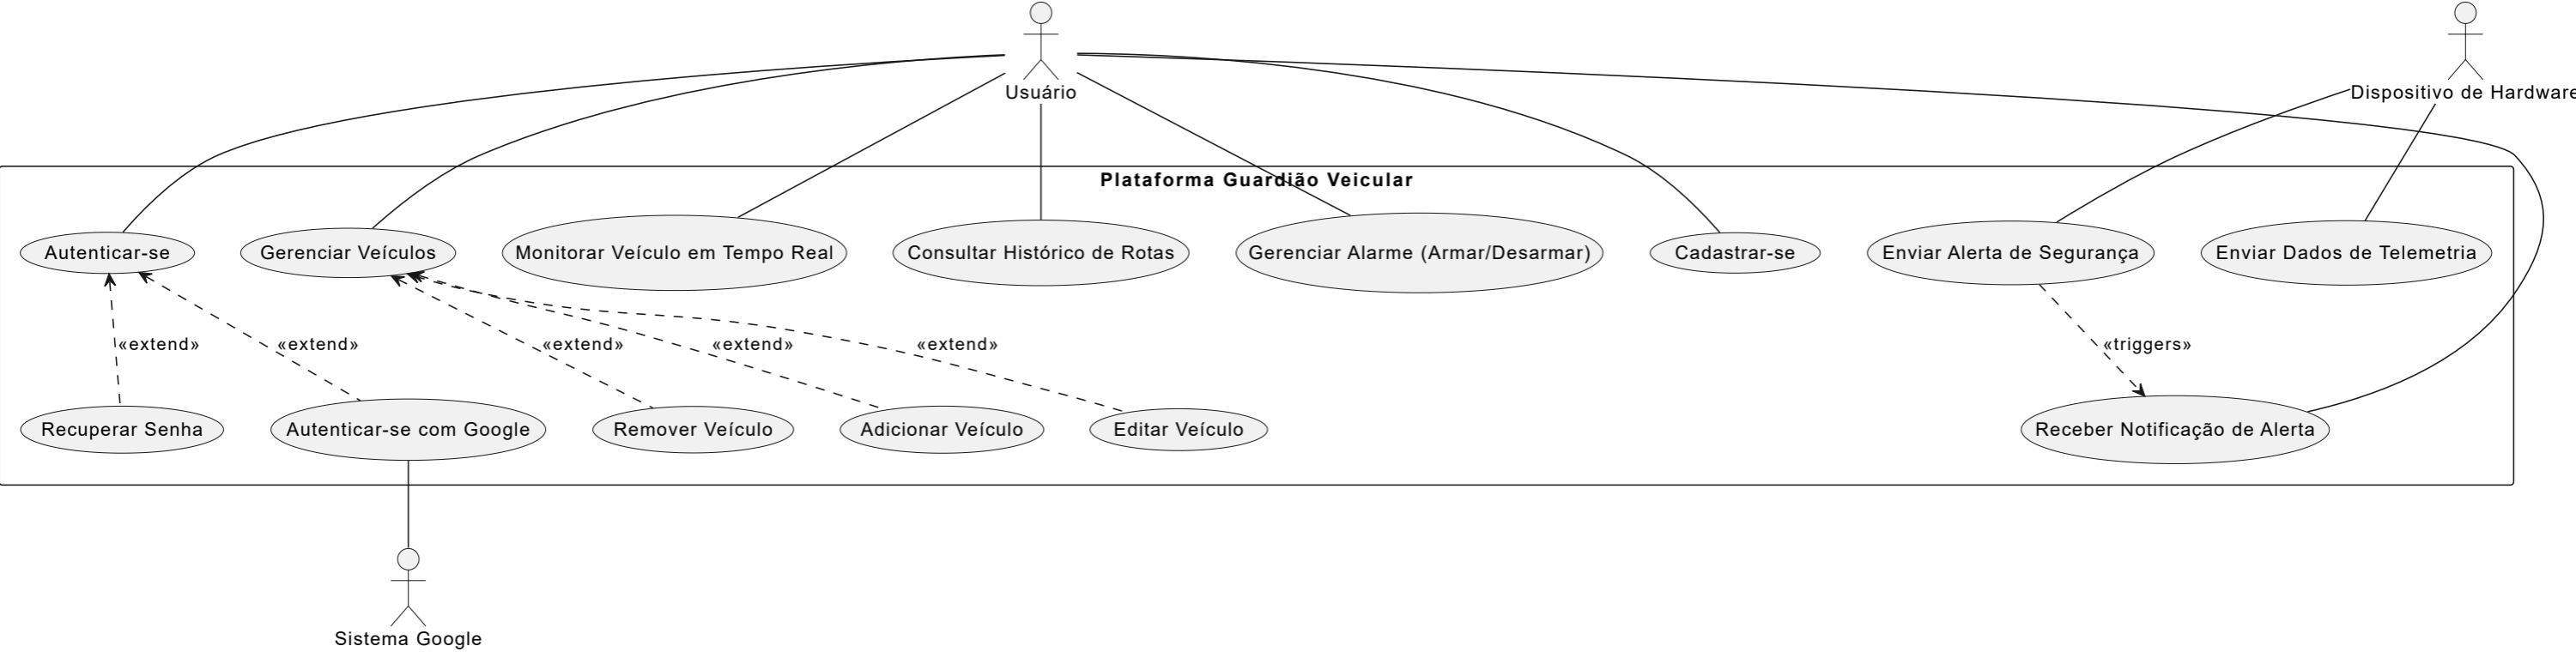 Usuário
Dispositivo de Hardware
Plataforma Guardião Veicular
Autenticar-se
Gerenciar Veículos
Monitorar Veículo em Tempo Real
Consultar Histórico de Rotas
Gerenciar Alarme (Armar/Desarmar)
Cadastrar-se
Enviar Alerta de Segurança
Enviar Dados de Telemetria
«extend»
«extend»
«extend»
«extend»
«extend»
«triggers»
Recuperar Senha
Autenticar-se com Google
Remover Veículo
Adicionar Veículo
Editar Veículo
Receber Notificação de Alerta
Sistema Google